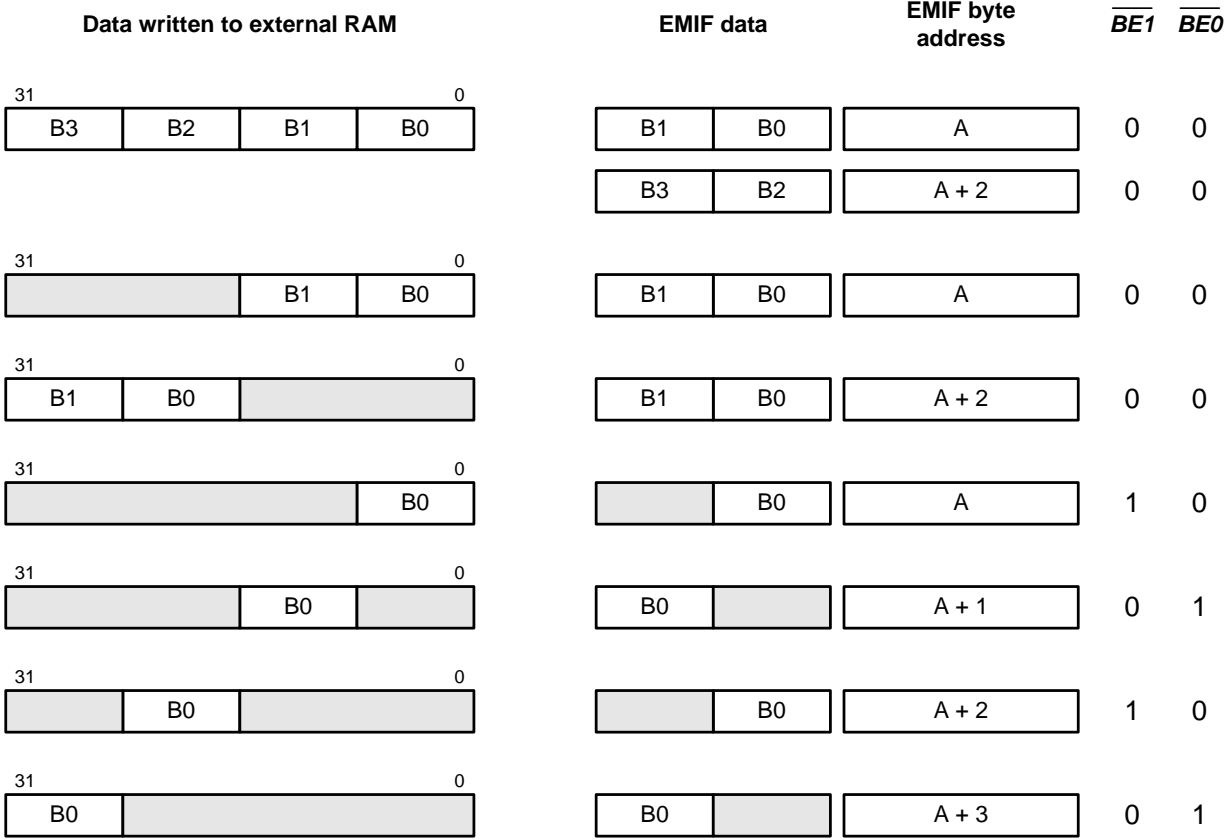 Data written to external RAM EMIF data EMIF byte address BE1 BE0
31 0
B3 B2 B1 B0 B1 B0 A 0 0
B3 B2 A + 2 0 0
31 0
B1 B0 B1 B0 A 0 0
31 0
B1 B0 B1 B0 A + 2 0 0
31 0
B0 B0 A 1 0
31 0
B0 B0 A + 1 0 1
31 0
B0 B0 A + 2 1 0
31 0
B0 B0 A + 3 0 1